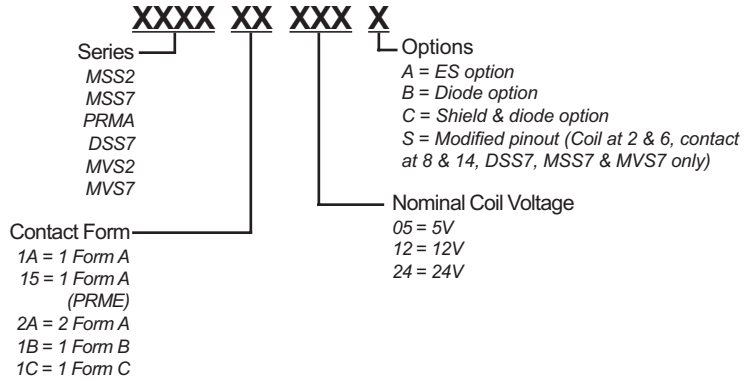 XXXX XX XXX X
Series
MSS2
MSS7
PRMA
DSS7
MVS2
MVS7
Contact Form
1A = 1 Form A
15 = 1 Form A
(PRME)
2A = 2 Form A
1B = 1 Form B
1C = 1 Form C
Options
A = ES option
B = Diode option
C = Shield & diode option
S = Modified pinout (Coil at 2 & 6, contact
at 8 & 14, DSS7, MSS7 & MVS7 only)
Nominal Coil Voltage
05 = 5V
12 = 12V
24 = 24V